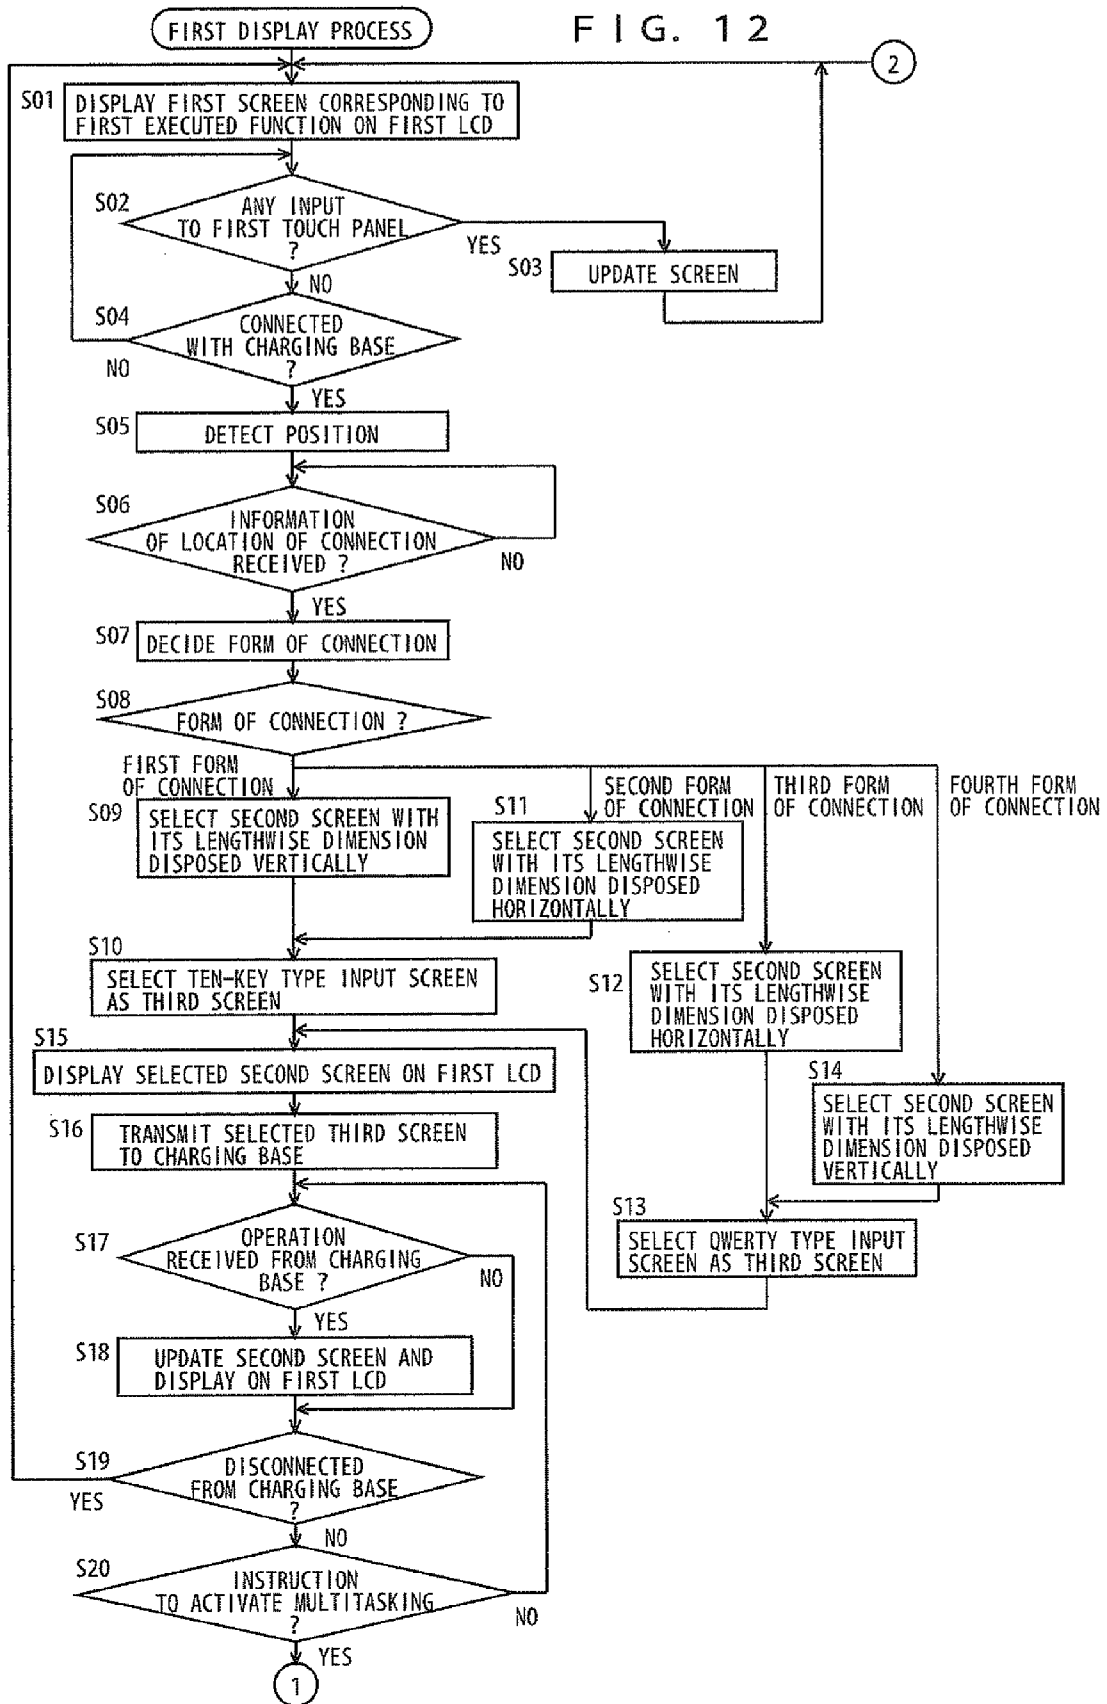 FIRST DISPLAY PROCESS
FIG. 12
2
S01
DISPLAY FIRST SCREEN CORRESPONDING TO
FIRST EXECUTED FUNCTION ON FIRST LCD
S02
ANY INPUT
TO FIRST TOUCH PANEL
?
YES
S03
UPDATE SCREEN
NO
S04
CONNECTED
WITH CHARGING BASE
?
NO
YES
S05
DETECT POSITION
S06
INFORMATION
OF LOCATION OF CONNECTION
RECEIVED ?
NO
YES
S07
DECIDE FORM OF CONNECTION
S08
FORM OF CONNECTION ?
FIRST FORM
OF CONNECTION
SECOND FORM
OF CONNECTION
THIRD FORM
OF CONNECTION
FOURTH FORM
OF CONNECTION
S09
SELECT SECOND SCREEN WITH
ITS LENGTHWISE DIMENSION
DISPOSED VERTICALLY
S11
SELECT SECOND SCREEN
WITH ITS LENGTHWISE
DIMENSION DISPOSED
HORIZONTALLY
S10
SELECT TEN-KEY TYPE INPUT SCREEN
AS THIRD SCREEN
S12
SELECT SECOND SCREEN
WITH ITS LENGTHWISE
DIMENSION DISPOSED
HORIZONTALLY
S15
DISPLAY SELECTED SECOND SCREEN ON FIRST LCD
S14
SELECT SECOND SCREEN
WITH ITS LENGTHWISE
DIMENSION DISPOSED
VERTICALLY
S16
TRANSMIT SELECTED THIRD SCREEN
TO CHARGING BASE
S13
SELECT QWERTY TYPE INPUT
SCREEN AS THIRD SCREEN
S17
OPERATION
RECEIVED FROM CHARGING
BASE ?
NO
YES
S18
UPDATE SECOND SCREEN AND
DISPLAY ON FIRST LCD
S19
DISCONNECTED
FROM CHARGING BASE
?
YES
NO
S20
INSTRUCTION
TO ACTIVATE MULTITASKING
?
NO
YES
1